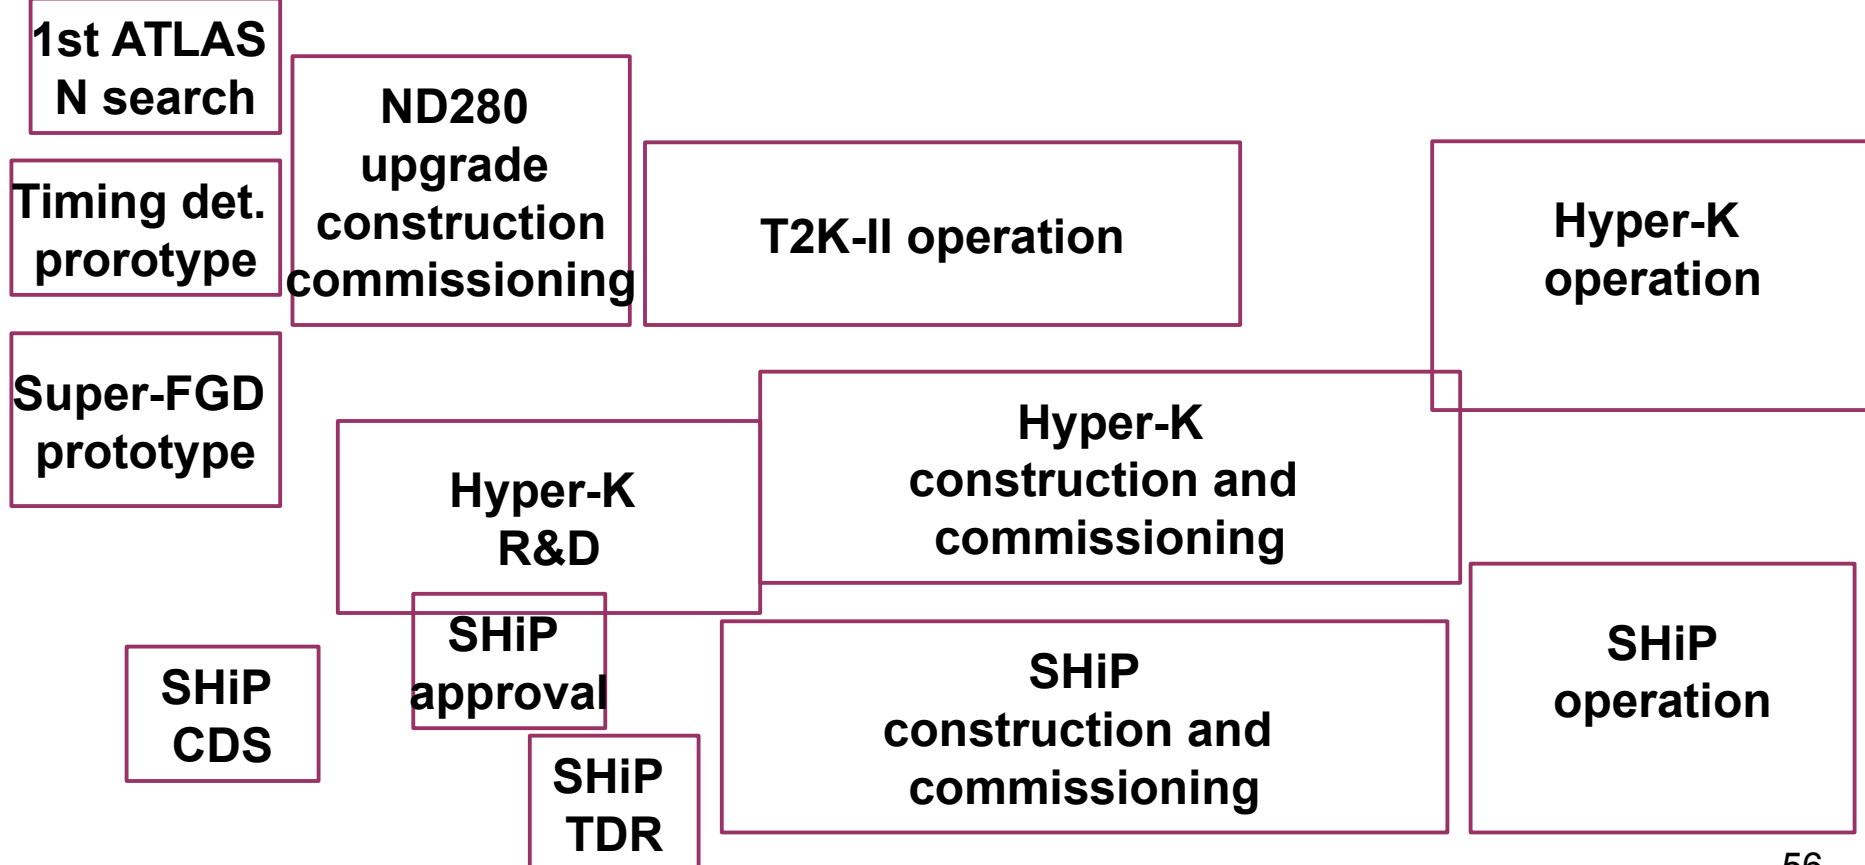 1st ATLAS
N search
ND280
upgrade
construction
commissioning
Timing det.
prorotype
T2K-II operation
Hyper-K
operation
Super-FGD
prototype
Hyper-K
R&D
Hyper-K
construction and
commissioning
SHiP
approval
SHiP
CDS
SHiP
TDR
SHiP
construction and
commissioning
SHiP
operation
56